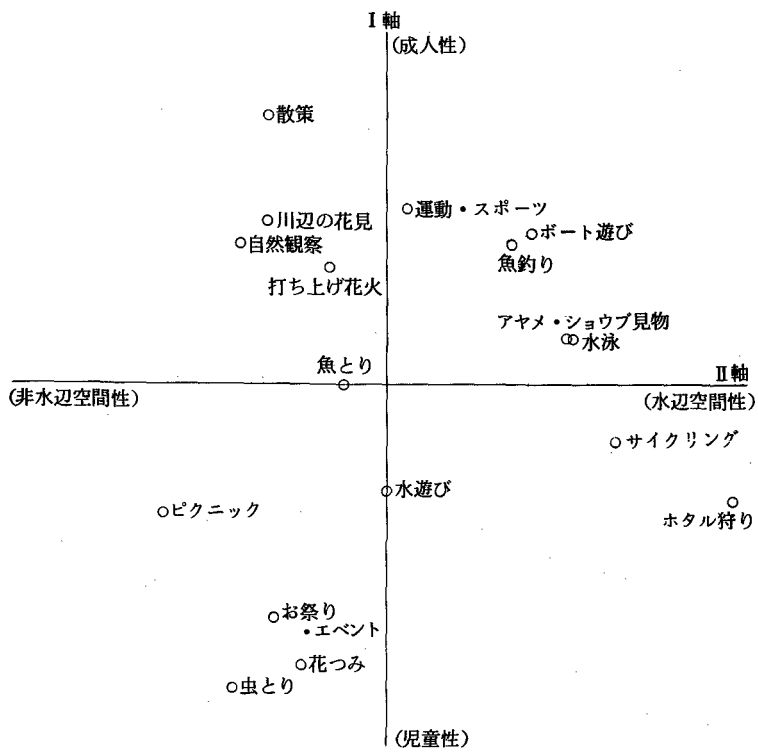 Ⅰ軸
(成人性)
散策
運動・スポーツ
川辺の花見
ボート遊び
自然観察
魚釣り
打ち上げ花火
アヤメ・ショウブ見物
水泳
魚とり
Ⅱ軸
(非水辺空間性)
(水辺空間性)
サイクリング
水遊び
ピクニック
ホタル狩り
お祭り
・エベント
花つみ
虫とり
(児童性)